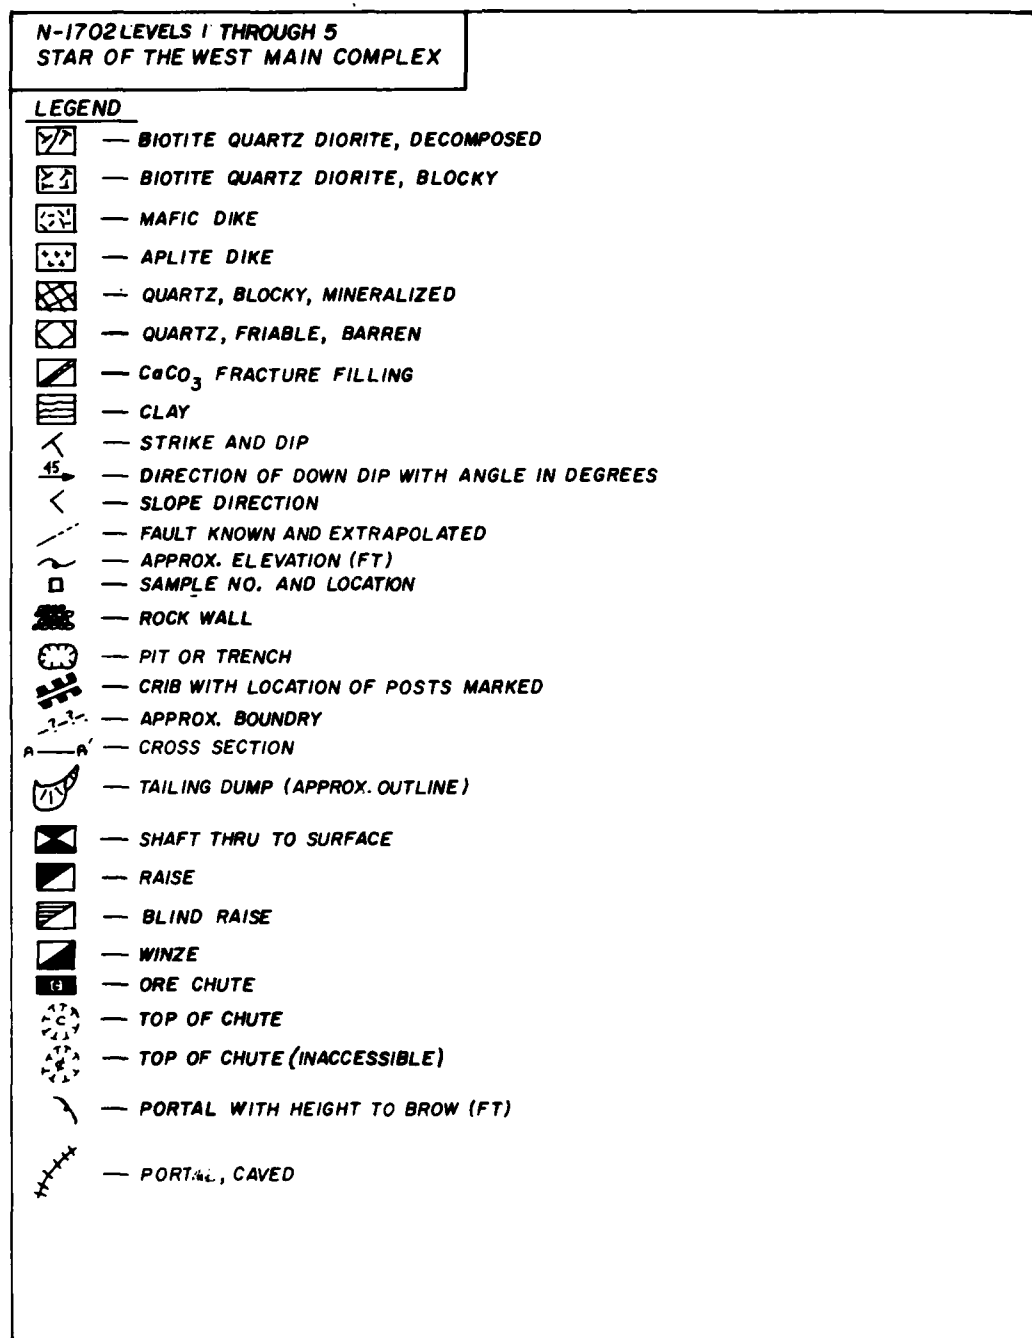 N-1702 LEVELS 1 THROUGH 5
STAR OF THE WEST MAIN COMPLEX
LEGEND
— BIOTITE QUARTZ DIORITE, DECOMPOSED
— BIOTITE QUARTZ DIORITE, BLOCKY
— MAFIC DIKE
— APLITE DIKE
— QUARTZ, BLOCKY, MINERALIZED
— QUARTZ, FRIABLE, BARREN
— CaCO3 FRACTURE FILLING
— CLAY
— STRIKE AND DIP
45 — DIRECTION OF DOWN DIP WITH ANGLE IN DEGREES
— SLOPE DIRECTION
— FAULT KNOWN AND EXTRAPOLATED
— APPROX. ELEVATION (FT)
— SAMPLE NO. AND LOCATION
— ROCK WALL
— PIT OR TRENCH
— CRIB WITH LOCATION OF POSTS MARKED
-?-?- — APPROX. BOUNDRY
A—A' — CROSS SECTION
— TAILING DUMP (APPROX. OUTLINE)
— SHAFT THRU TO SURFACE
— RAISE
— BLIND RAISE
— WINZE
— ORE CHUTE
C — TOP OF CHUTE
— TOP OF CHUTE (INACCESSIBLE)
— PORTAL WITH HEIGHT TO BROW (FT)
— , CAVED